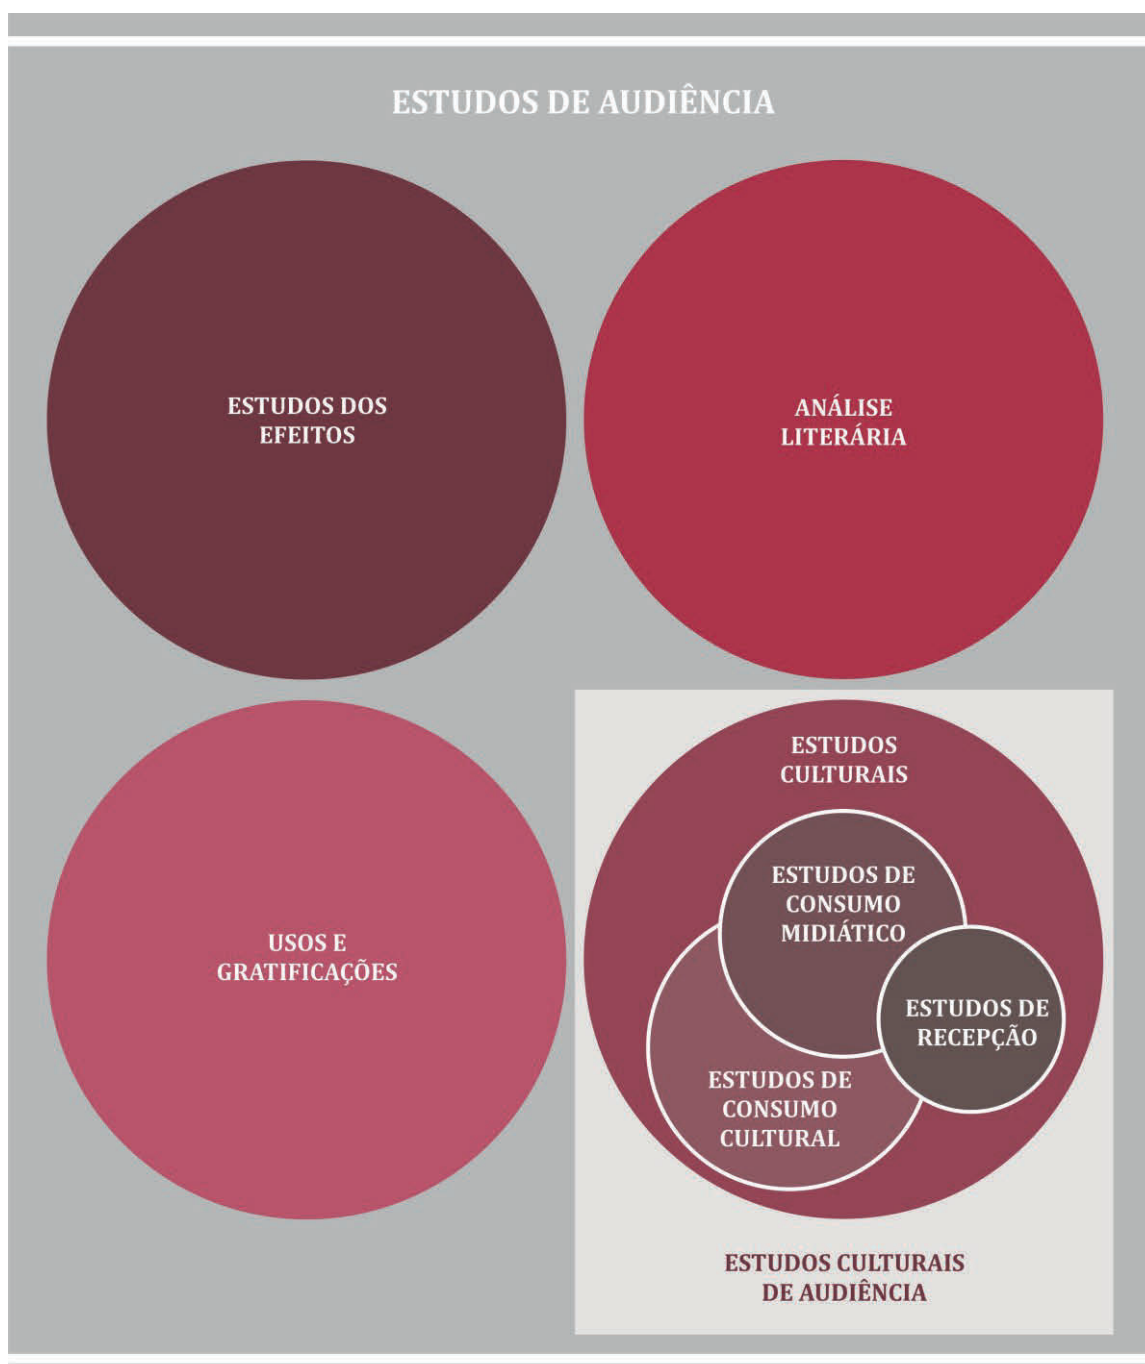 ESTUDOS DE AUDIÊNCIA
ESTUDOS DOS
EFEITOS
ANÁLISE
LITERÁRIA
USOS E
GRATIFICAÇÕES
ESTUDOS
CULTURAIS
ESTUDOS DE
CONSUMO
MIDIÁTICO
ESTUDOS DE
RECEPÇÃO
ESTUDOS DE
CONSUMO
CULTURAL
ESTUDOS CULTURAIS
DE AUDIÊNCIA